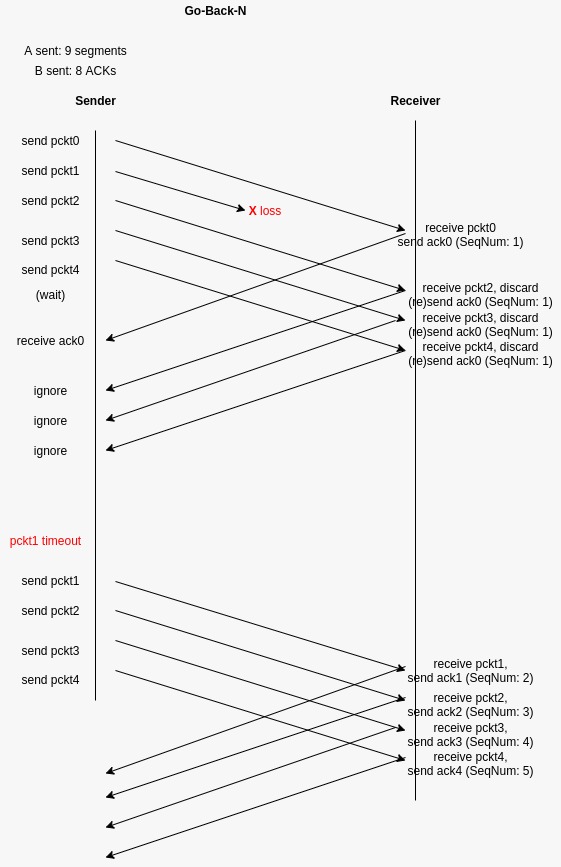 Go-Back-N
A sent: 9 segments
B sent: 8 ACKs
Sender
Receiver
send pckt0
send pckt1
send pckt2
X loss
receive pckt0
send ack0 (SeqNum: 1)
send pckt3
send pckt4
(wait)
receive pckt2, discard
(re)send ack0 (SeqNum: 1)
receive pckt3, discard
(re)send ack0 (SeqNum: 1)
receive ack0
receive pckt4, discard
(re)send ack0 (SeqNum: 1)
ignore
ignore
ignore
pckt1 timeout
send pckt1
send pckt2
send pckt3
send pckt4
receive pckt1,
send ack1 (SeqNum: 2)
receive pckt2,
send ack2 (SeqNum: 3)
receive pckt3,
send ack3 (SeqNum: 4)
receive pckt4,
send ack4 (SeqNum: 5)